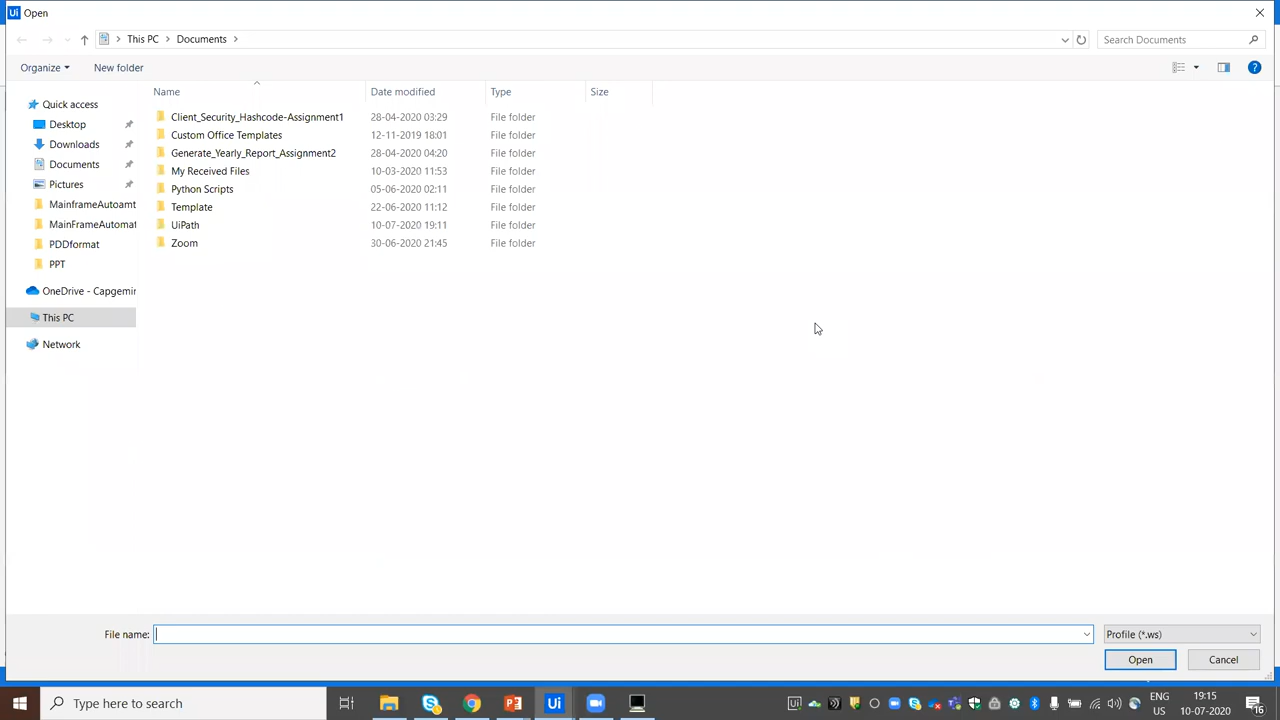 Ui Open
This PC Documents
Search Documents
Organize New folder
Name Date modified Type Size
Quick access
Desktop
Downloads
Documents
Pictures
MainframeAutoamt
MainFrameAutomat
PDDformat
PPT
OneDrive - Capgemin
This PC
Network
Client_Security_Hashcode-Assignment1 28-04-2020 03:29 File folder
Custom Office Templates 12-11-2019 18:01 File folder
Generate_Yearly_Report_Assignment2 28-04-2020 04:20 File folder
My Received Files 10-03-2020 11:53 File folder
Python Scripts 05-06-2020 02:11 File folder
Template 22-06-2020 11:12 File folder
UiPath 10-07-2020 19:11 File folder
Zoom 30-06-2020 21:45 File folder
File name: Profile (*.ws)
Open Cancel
Type here to search
Ui
Ui
ENG
US
19:15
10-07-2020
16